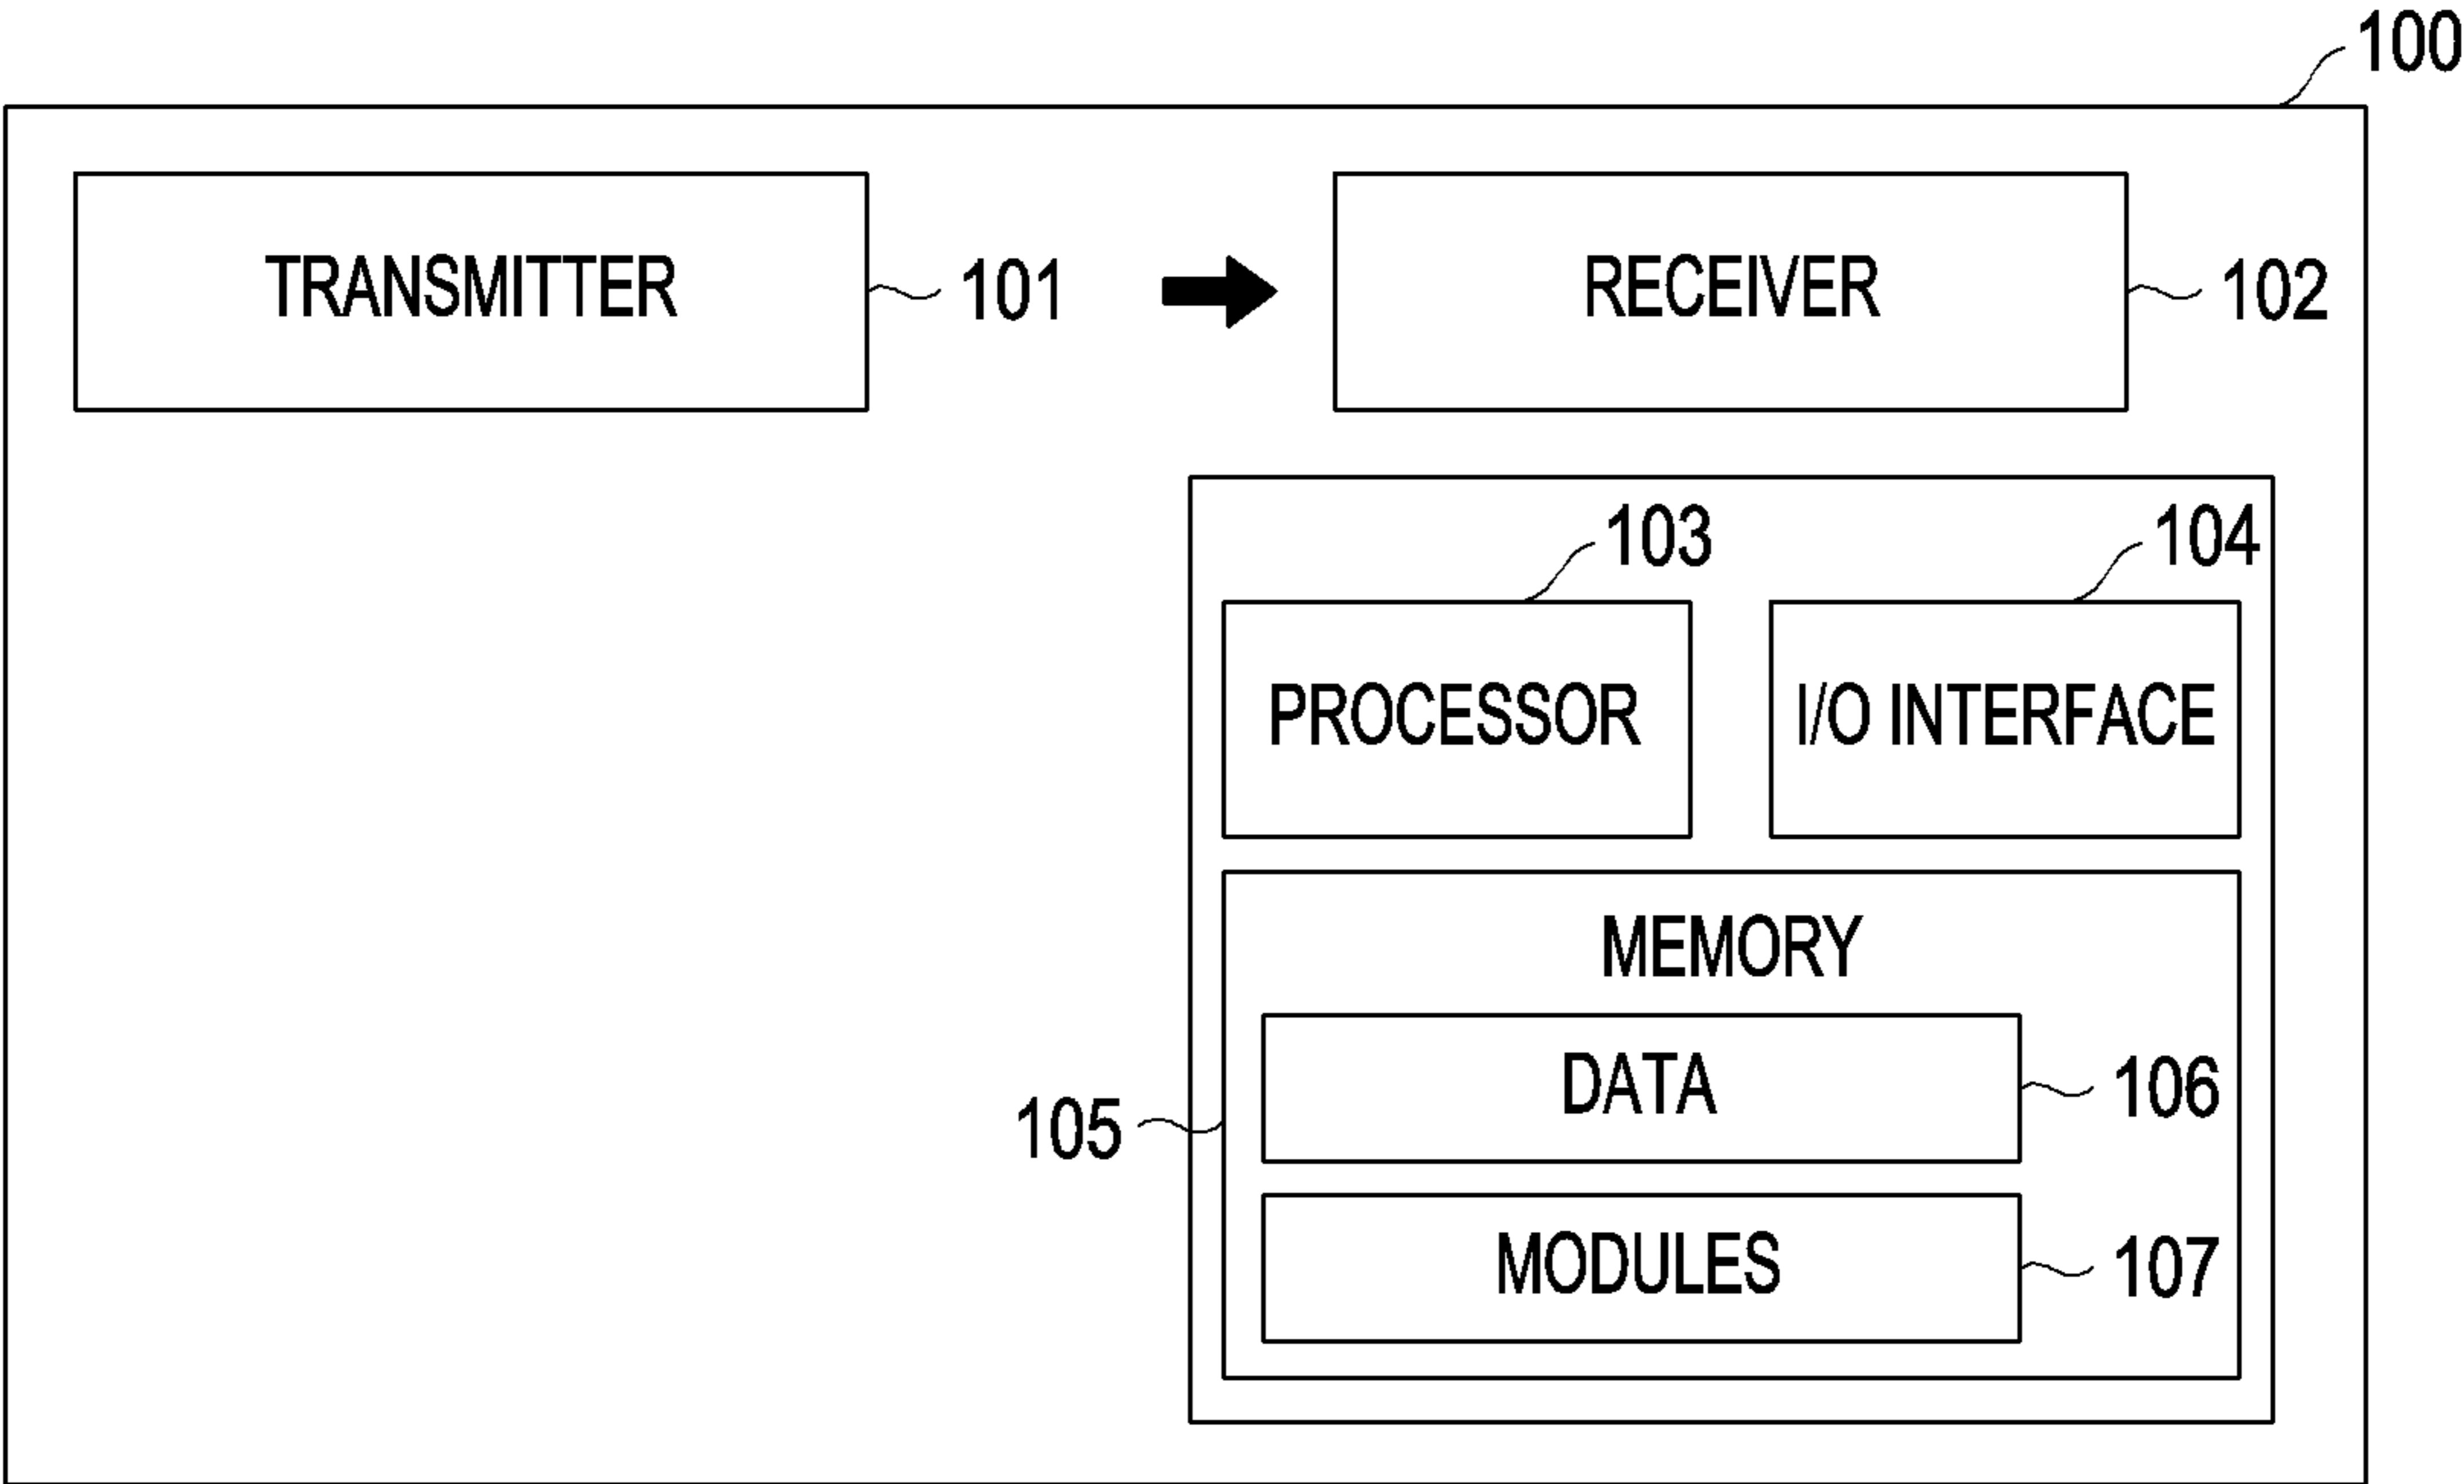 100
TRANSMITTER
101
RECEIVER
102
103
104
PROCESSOR
I/O INTERFACE
MEMORY
DATA
106
105
MODULES
107